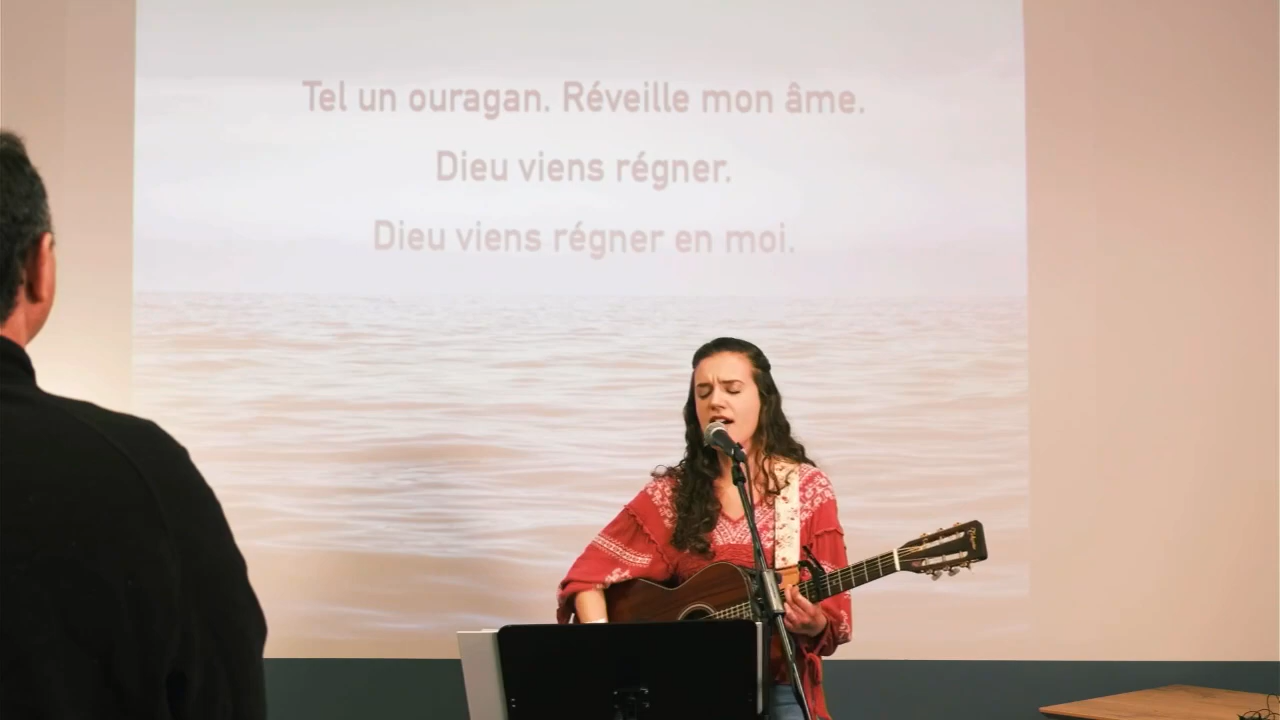 Tel un ouragan. Réveille mon âme.
Dieu viens régner.
Dieu viens régner en moi.